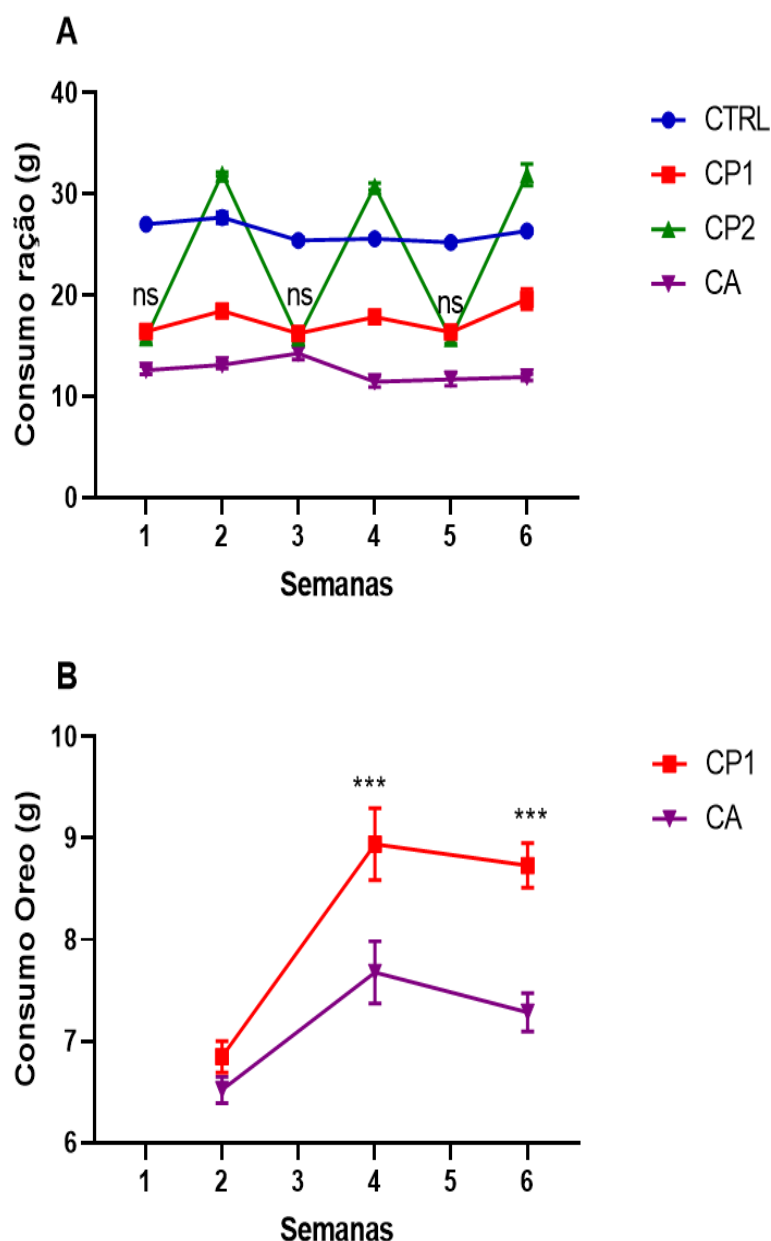 A
Consumo ração (g)
40
30
20
10
0
ns
ns
ns
1 2 3 4 5 6
Semanas
CTRL
CP1
CP2
CA
B
Consumo Oreo (g)
10
9
8
7
6
***
***
1 2 3 4 5 6
Semanas
CP1
CA